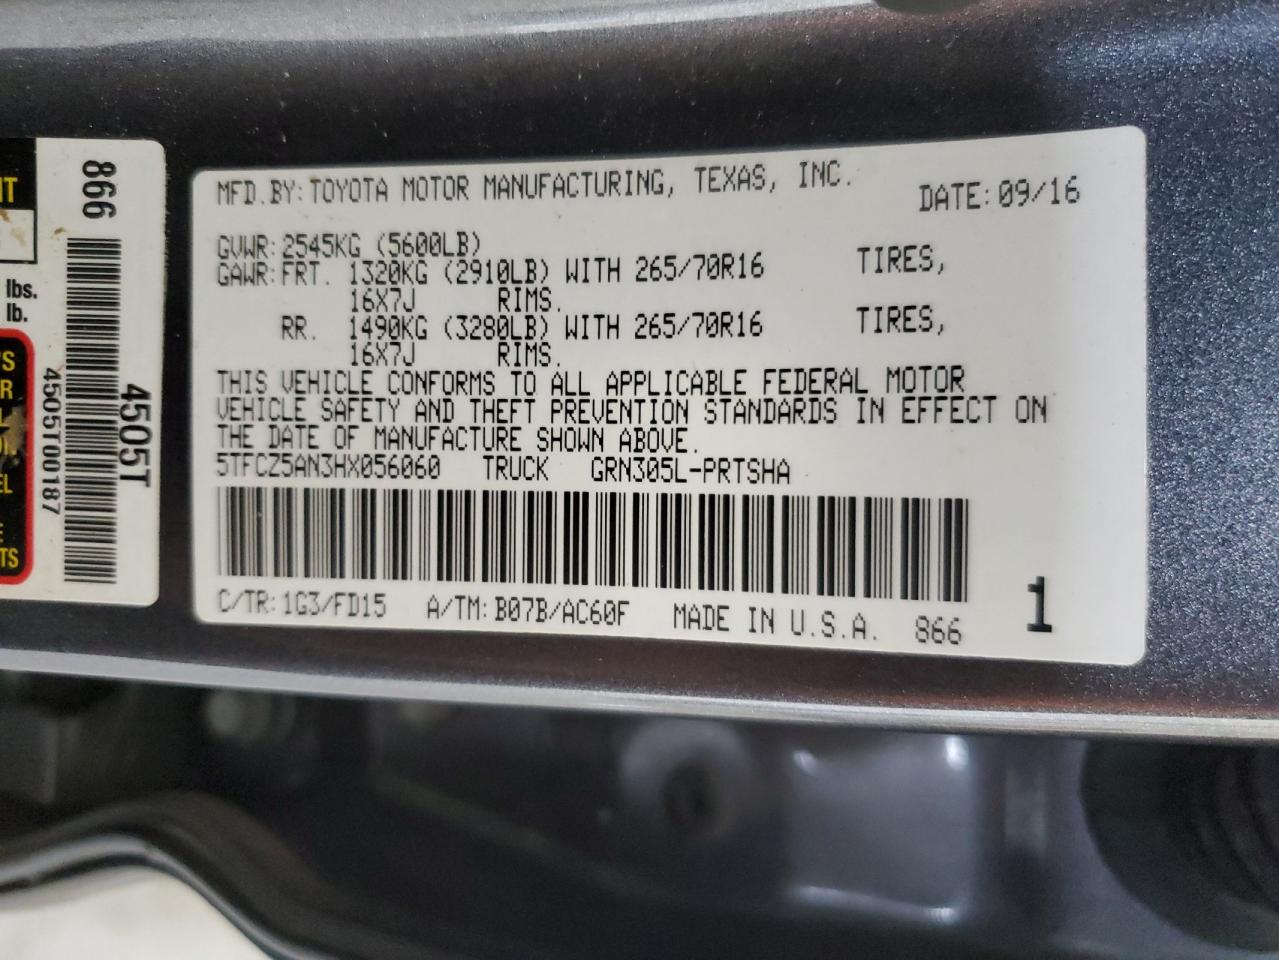 MFD.BY:TOYOTA MOTOR MANUFACTURING, TEXAS, INC. DATE:09/16
GVWR:2545KG (5600LB)
GAWR:FRT. 1320KG (2910LB) WITH 265/70R16 TIRES,
16X7J RIMS.
RR. 1490KG (3280LB) WITH 265/70R16 TIRES,
16X7J RIMS.
THIS VEHICLE CONFORMS TO ALL APPLICABLE FEDERAL MOTOR
VEHICLE SAFETY AND THEFT PREVENTION STANDARDS IN EFFECT ON
THE DATE OF MANUFACTURE SHOWN ABOVE.
5TFCZ5AN3HX056060 TRUCK GRN305L-PRTSHA
C/TR:1G3/FD15 A/TM:B07B/AC60F MADE IN U.S.A. 866 1
866
4505T
4505T00187
lbs.
lb.